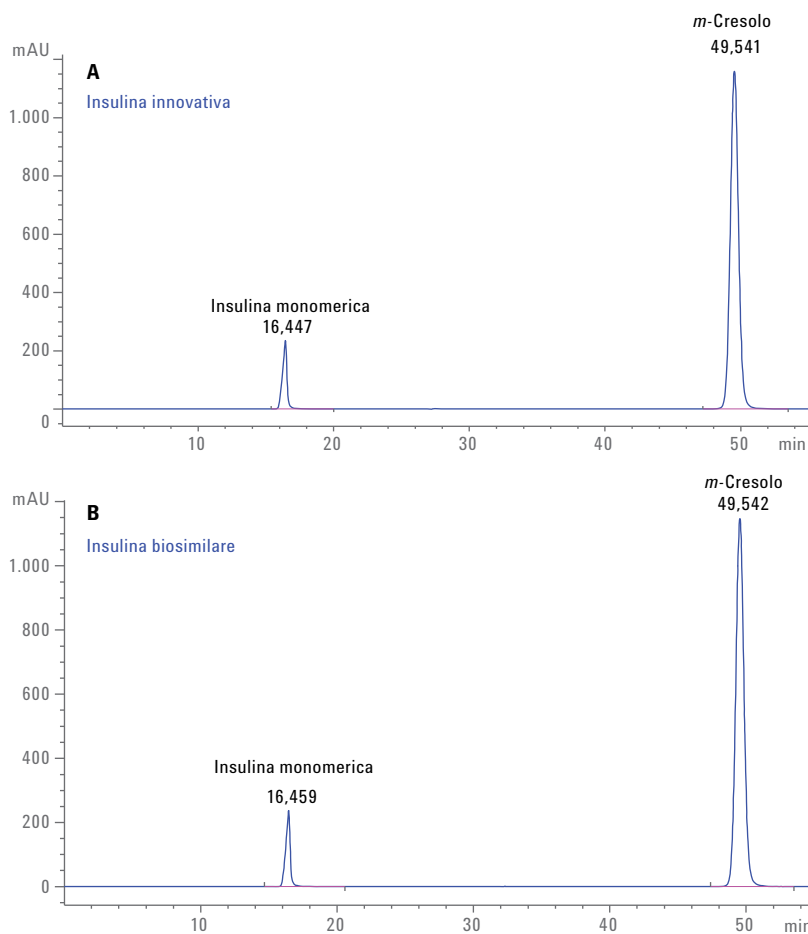 m-Cresolo
49,541
mAU
A
Insulina innovativa
1.000
800
600
400
200
0
Insulina monomerica
16,447
10
20
30
40
50
min
m-Cresolo
49,542
mAU
B
Insulina biosimilare
1.000
800
600
400
200
0
Insulina monomerica
16,459
10
20
30
40
50
min